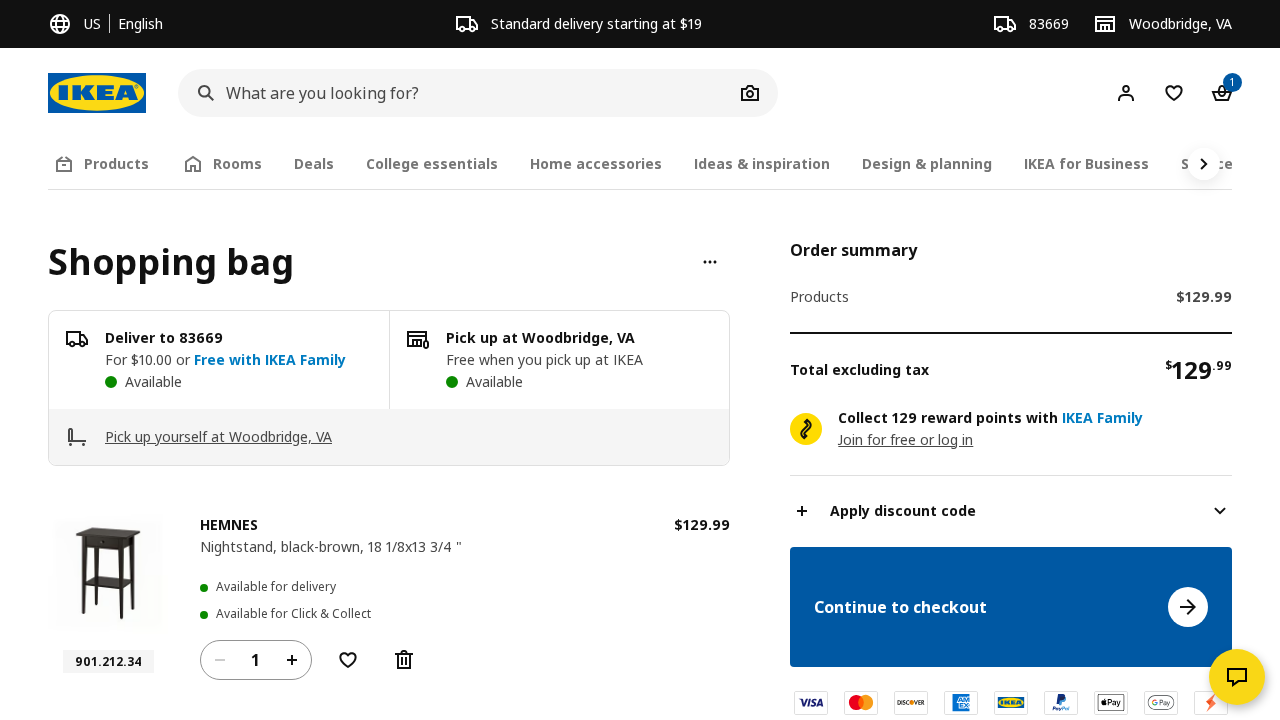 US | English
Standard delivery starting at $19
83669
Woodbridge, VA
IKEA
What are you looking for?
1
Products
Rooms
Deals
College essentials
Home accessories
Ideas & inspiration
Design & planning
IKEA for Business
Shopping bag
Deliver to 83669
For $10.00 or Free with IKEA Family
Available
Pick up at Woodbridge, VA
Free when you pick up at IKEA
Available
Pick up yourself at Woodbridge, VA
HEMNES
$129.99
Nightstand, black-brown, 18 1/8x13 3/4 "
Available for delivery
Available for Click & Collect
901.212.34
1
Order summary
Products
$129.99
Total excluding tax
$129.99
Collect 129 reward points with IKEA Family
Join for free or log in
Apply discount code
Continue to checkout
VISA
DISCOVER
AM EX
IKEA
PayPal
Pay
G Pay